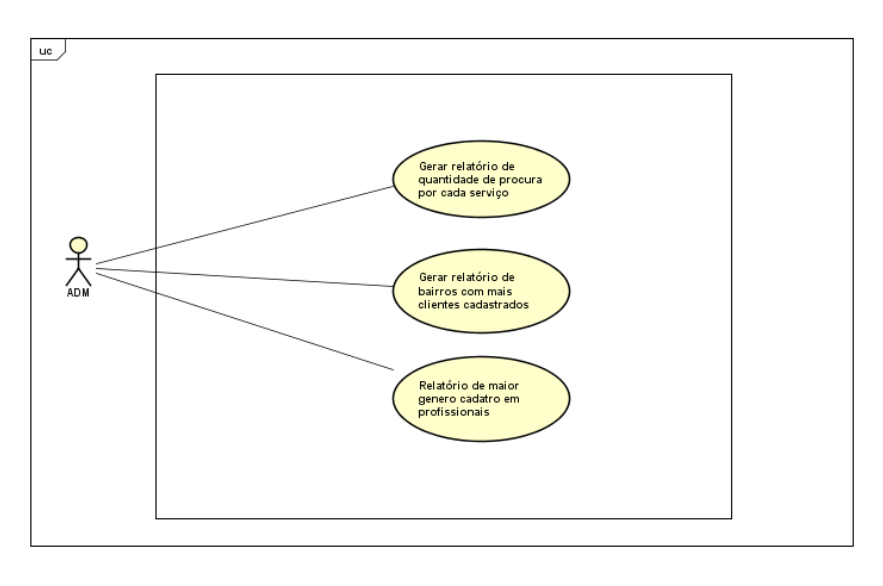 uc
Gerar relatório de
quantidade de procura
por cada serviço
ADM
Gerar relatório de
bairros com mais
clientes cadastrados
Relatório de maior
genero cadatro em
profissionais